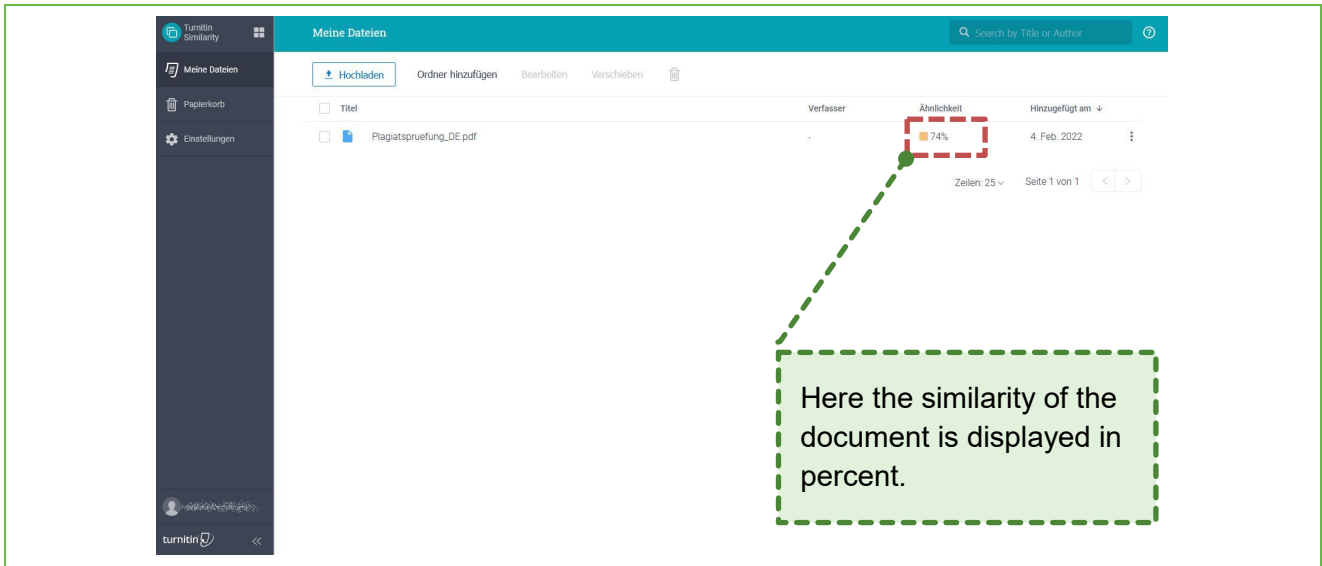 Turnitin
Similarity
Meine Dateien
Search by Title or Author
Meine Dateien
Hochladen Ordner hinzufügen Bearbeiten Verschieben
Papierkorb
Titel Verfasser Ähnlichkeit Hinzugefügt am
Einstellungen
Plagiatspruefung_DE.pdf - 74% 4. Feb. 2022
Zeilen: 25 Seite 1 von 1
Here the similarity of the
document is displayed in
percent.
turnitin